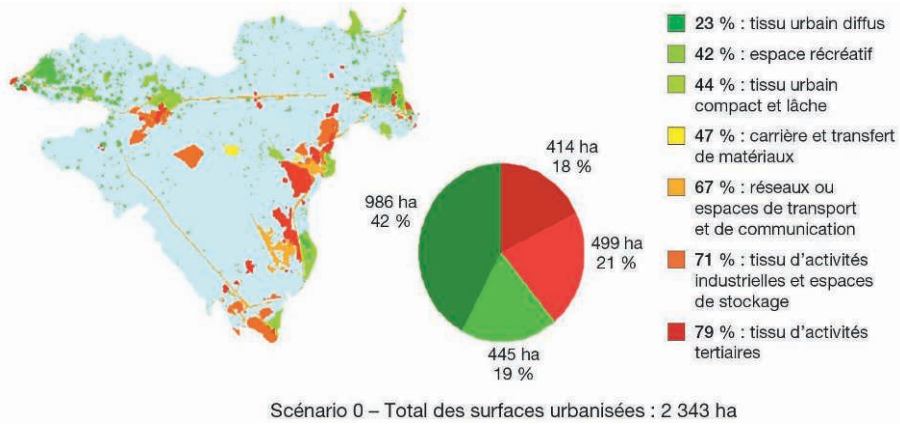 23 % : tissu urbain diffus
42 % : espace récréatif
44 % : tissu urbain
compact et lâche
47 % : carrière et transfert
de matériaux
67 % : réseaux ou
espaces de transport
et de communication
71 % : tissu d’activités
industrielles et espaces
de stockage
79 % : tissu d’activités
tertiaires
414 ha
18 %
986 ha
42 %
499 ha
21 %
445 ha
19 %
Scénario 0 – Total des surfaces urbanisées : 2 343 ha